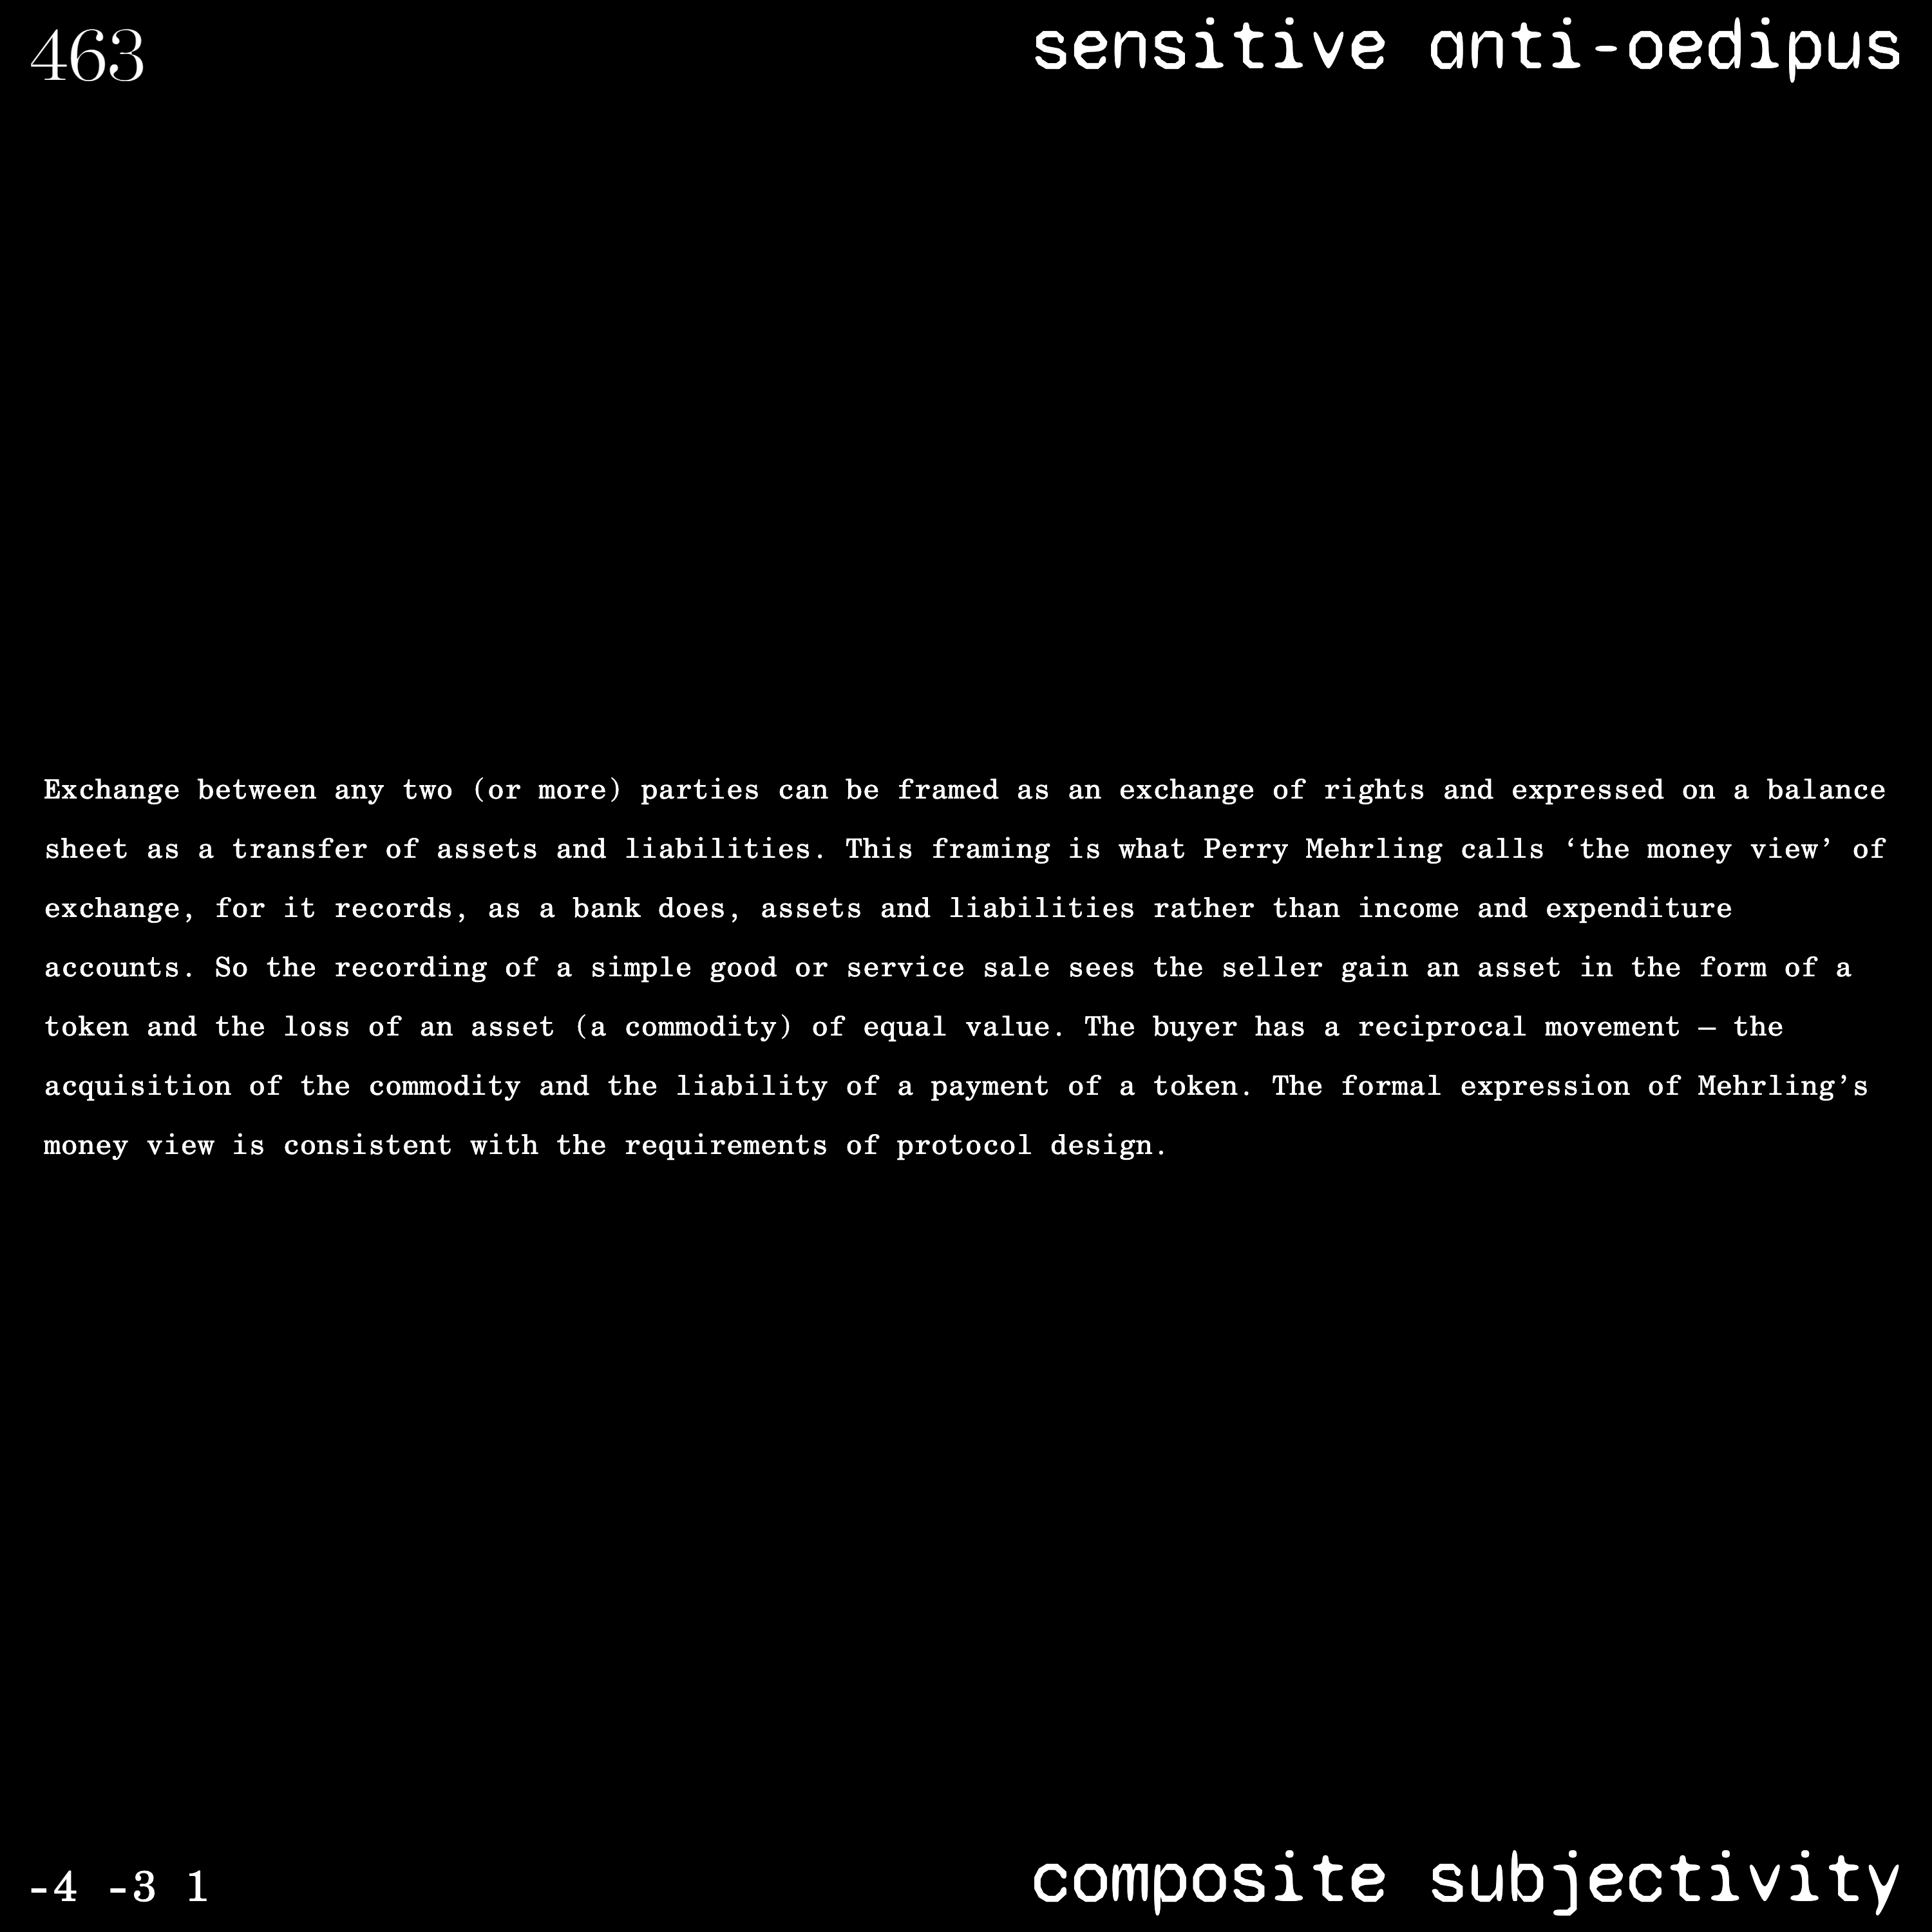 463
sensitive anti-oedipus
Exchange between any two (or more) parties can be framed as an exchange of rights and expressed on a balance
sheet as a transfer of assets and liabilities. This framing is what Perry Mehrling calls ‘the money view’ of
exchange, for it records, as a bank does, assets and liabilities rather than income and expenditure
accounts. So the recording of a simple good or service sale sees the seller gain an asset in the form of a
token and the loss of an asset (a commodity) of equal value. The buyer has a reciprocal movement – the
acquisition of the commodity and the liability of a payment of a token. The formal expression of Mehrling’s
money view is consistent with the requirements of protocol design.
-4 -3 1
composite subjectivity